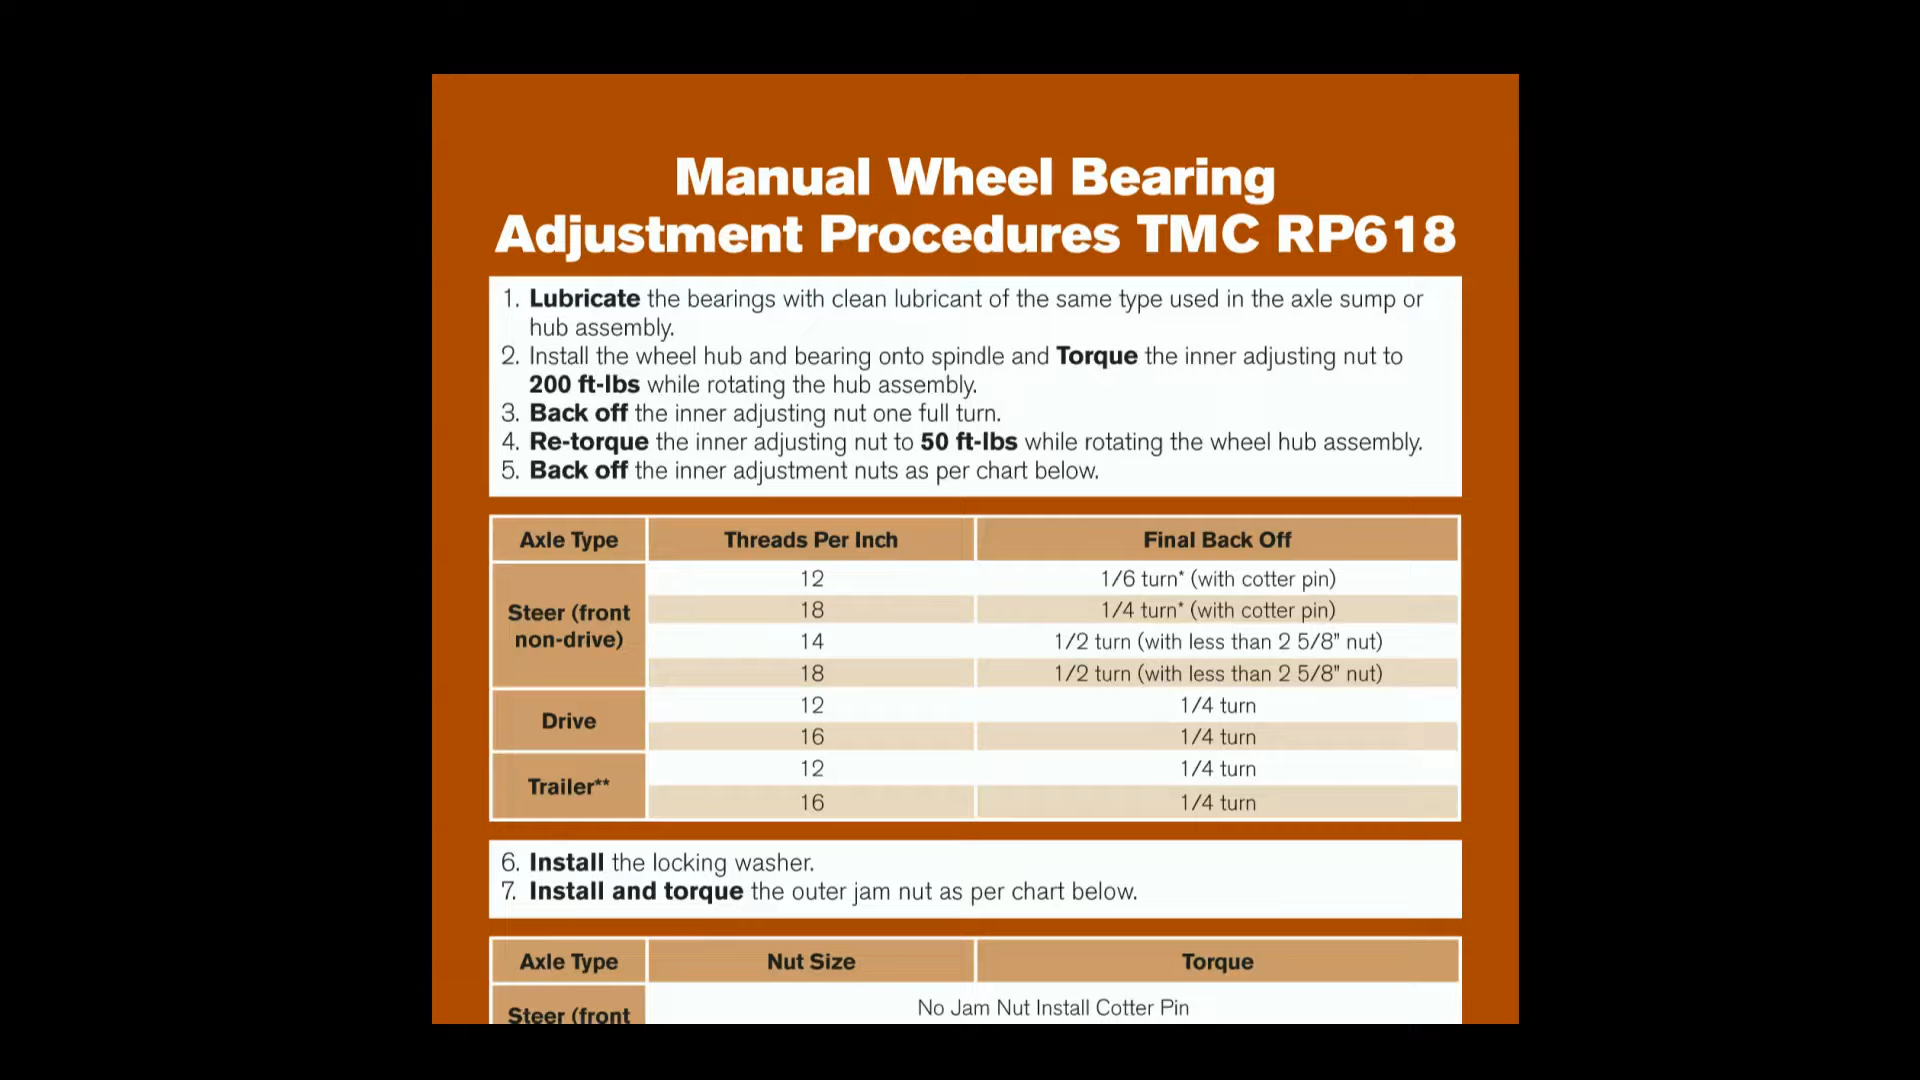 Manual Wheel Bearing
Adjustment Procedures TMC RP618
1. Lubricate the bearings with clean lubricant of the same type used in the axle sump or
hub assembly.
2. Install the wheel hub and bearing onto spindle and Torque the inner adjusting nut to
200 ft-lbs while rotating the hub assembly.
3. Back off the inner adjusting nut one full turn.
4. Re-torque the inner adjusting nut to 50 ft-lbs while rotating the wheel hub assembly.
5. Back off the inner adjustment nuts as per chart below.
Axle Type Threads Per Inch Final Back Off
Steer (front
non-drive)
12 1/6 turn* (with cotter pin)
18 1/4 turn* (with cotter pin)
14 1/2 turn (with less than 2 5/8" nut)
18 1/2 turn (with less than 2 5/8" nut)
Drive
12 1/4 turn
16 1/4 turn
Trailer**
12 1/4 turn
16 1/4 turn
6. Install the locking washer.
7. Install and torque the outer jam nut as per chart below.
Axle Type Nut Size Torque
Steer (front
No Jam Nut Install Cotter Pin